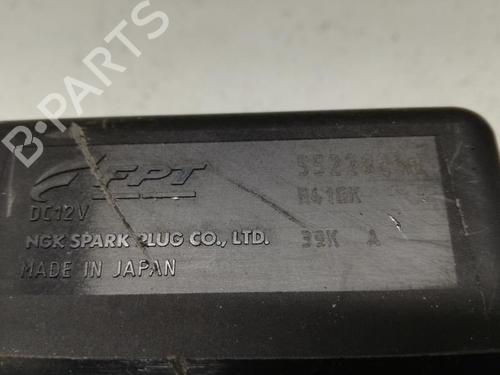 B-PARTS
FPT
DC12V
NGK SPARK PLUG CO., LTD. 39K A
MADE IN JAPAN